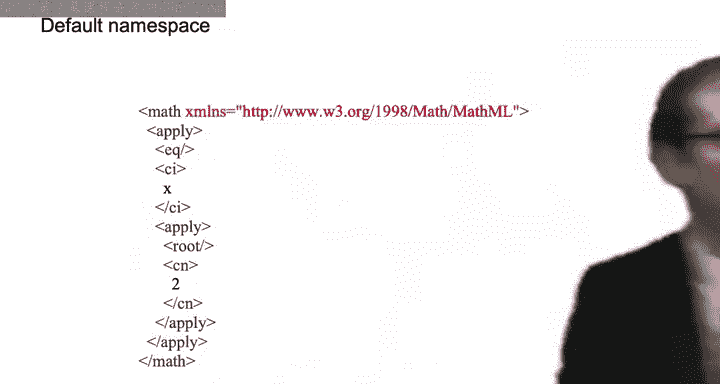 Default namespace
<math xmlns="http://www.w3.org/1998/Math/MathML">
<apply>
<eq/>
<ci>
x
</ci>
<apply>
<root/>
<cn>
2
</cn>
</apply>
</apply>
</math>